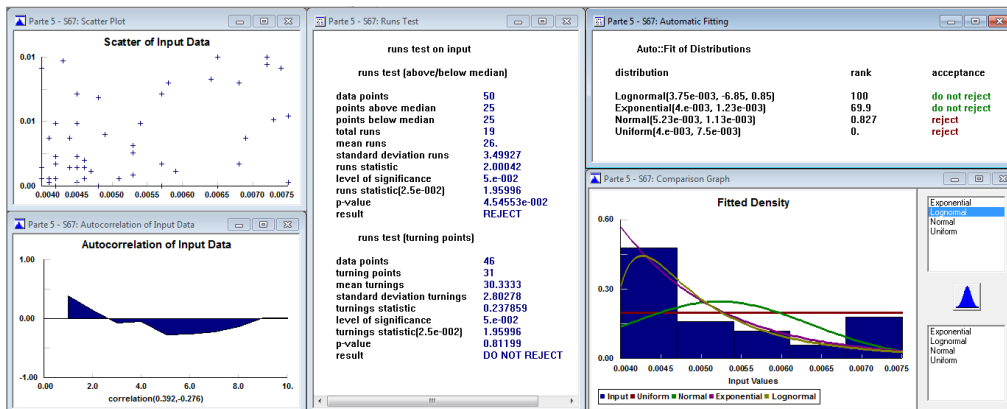 Parte 5 - S67: Scatter Plot
Scatter of Input Data
0.01
0.01
0.00
0.0040 0.0045 0.0050 0.0055 0.0060 0.0065 0.0070 0.0075
Parte 5 - S67: Autocorrelation of Input Data
Autocorrelation of Input Data
1.00
0.00
-1.00
0.00 2.0 4.0 6.0 8.0 10.
correlation(0.392,-0.276)
Parte 5 - S67: Runs Test
runs test on input
runs test (above/below median)
data points 50
points above median 25
points below median 25
total runs 19
mean runs 26.
standard deviation runs 3.49927
runs statistic 2.00042
level of significance 5.e-002
runs statistic(2.5e-002) 1.95996
p-value 4.54553e-002
result REJECT
runs test (turning points)
data points 46
turning points 31
mean turnings 30.3333
standard deviation turnings 2.80278
turnings statistic 0.237859
level of significance 5.e-002
turnings statistic(2.5e-002) 1.95996
p-value 0.81199
result DO NOT REJECT
Parte 5 - S67: Automatic Fitting
Auto::Fit of Distributions
distribution rank acceptance
Lognormal(3.75e-003, -6.85, 0.85) 100 do not reject
Exponential(4.e-003, 1.23e-003) 69.9 do not reject
Normal(5.23e-003, 1.13e-003) 0.827 reject
Uniform(4.e-003, 7.5e-003) 0. reject
Parte 5 - S67: Comparison Graph
Fitted Density
0.60
0.30
0.00
0.0040 0.0045 0.0050 0.0055 0.0060 0.0065 0.0070 0.0075
Input Values
Input Uniform Normal Exponential Lognormal
Exponential
Lognormal
Normal
Uniform
Exponential
Lognormal
Normal
Uniform